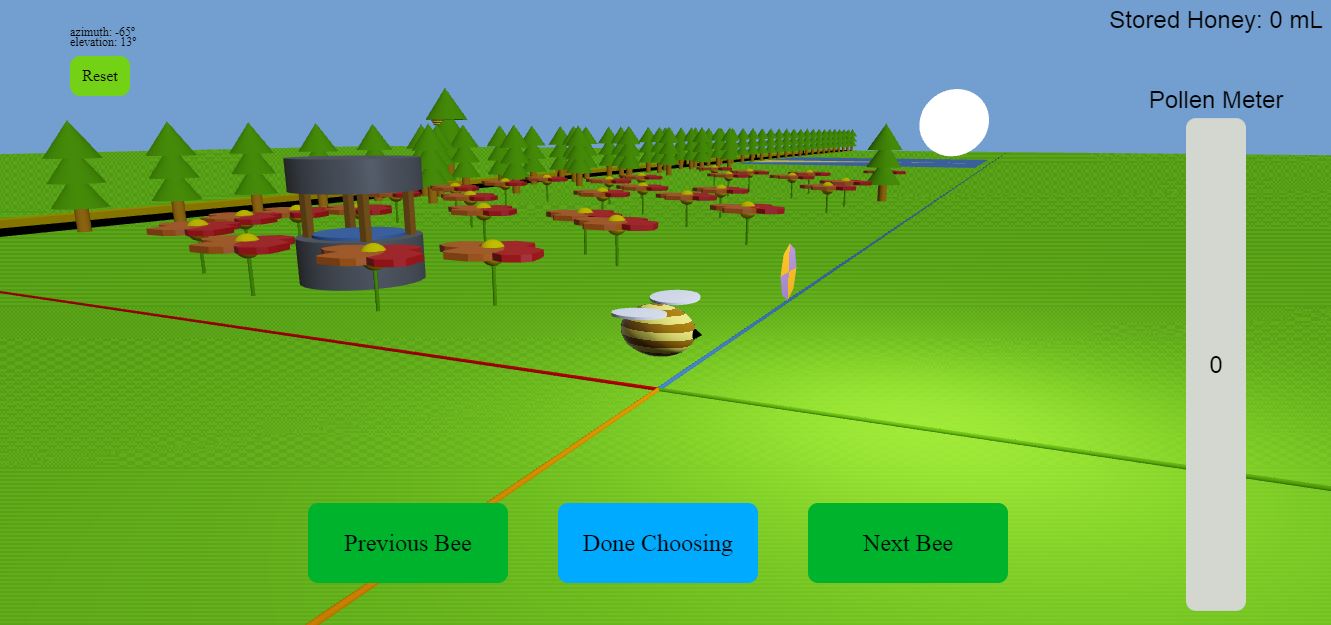 azimuth: -65°
elevation: 13°
Reset
Stored Honey: 0 mL
Pollen Meter
0
Previous Bee
Done Choosing
Next Bee